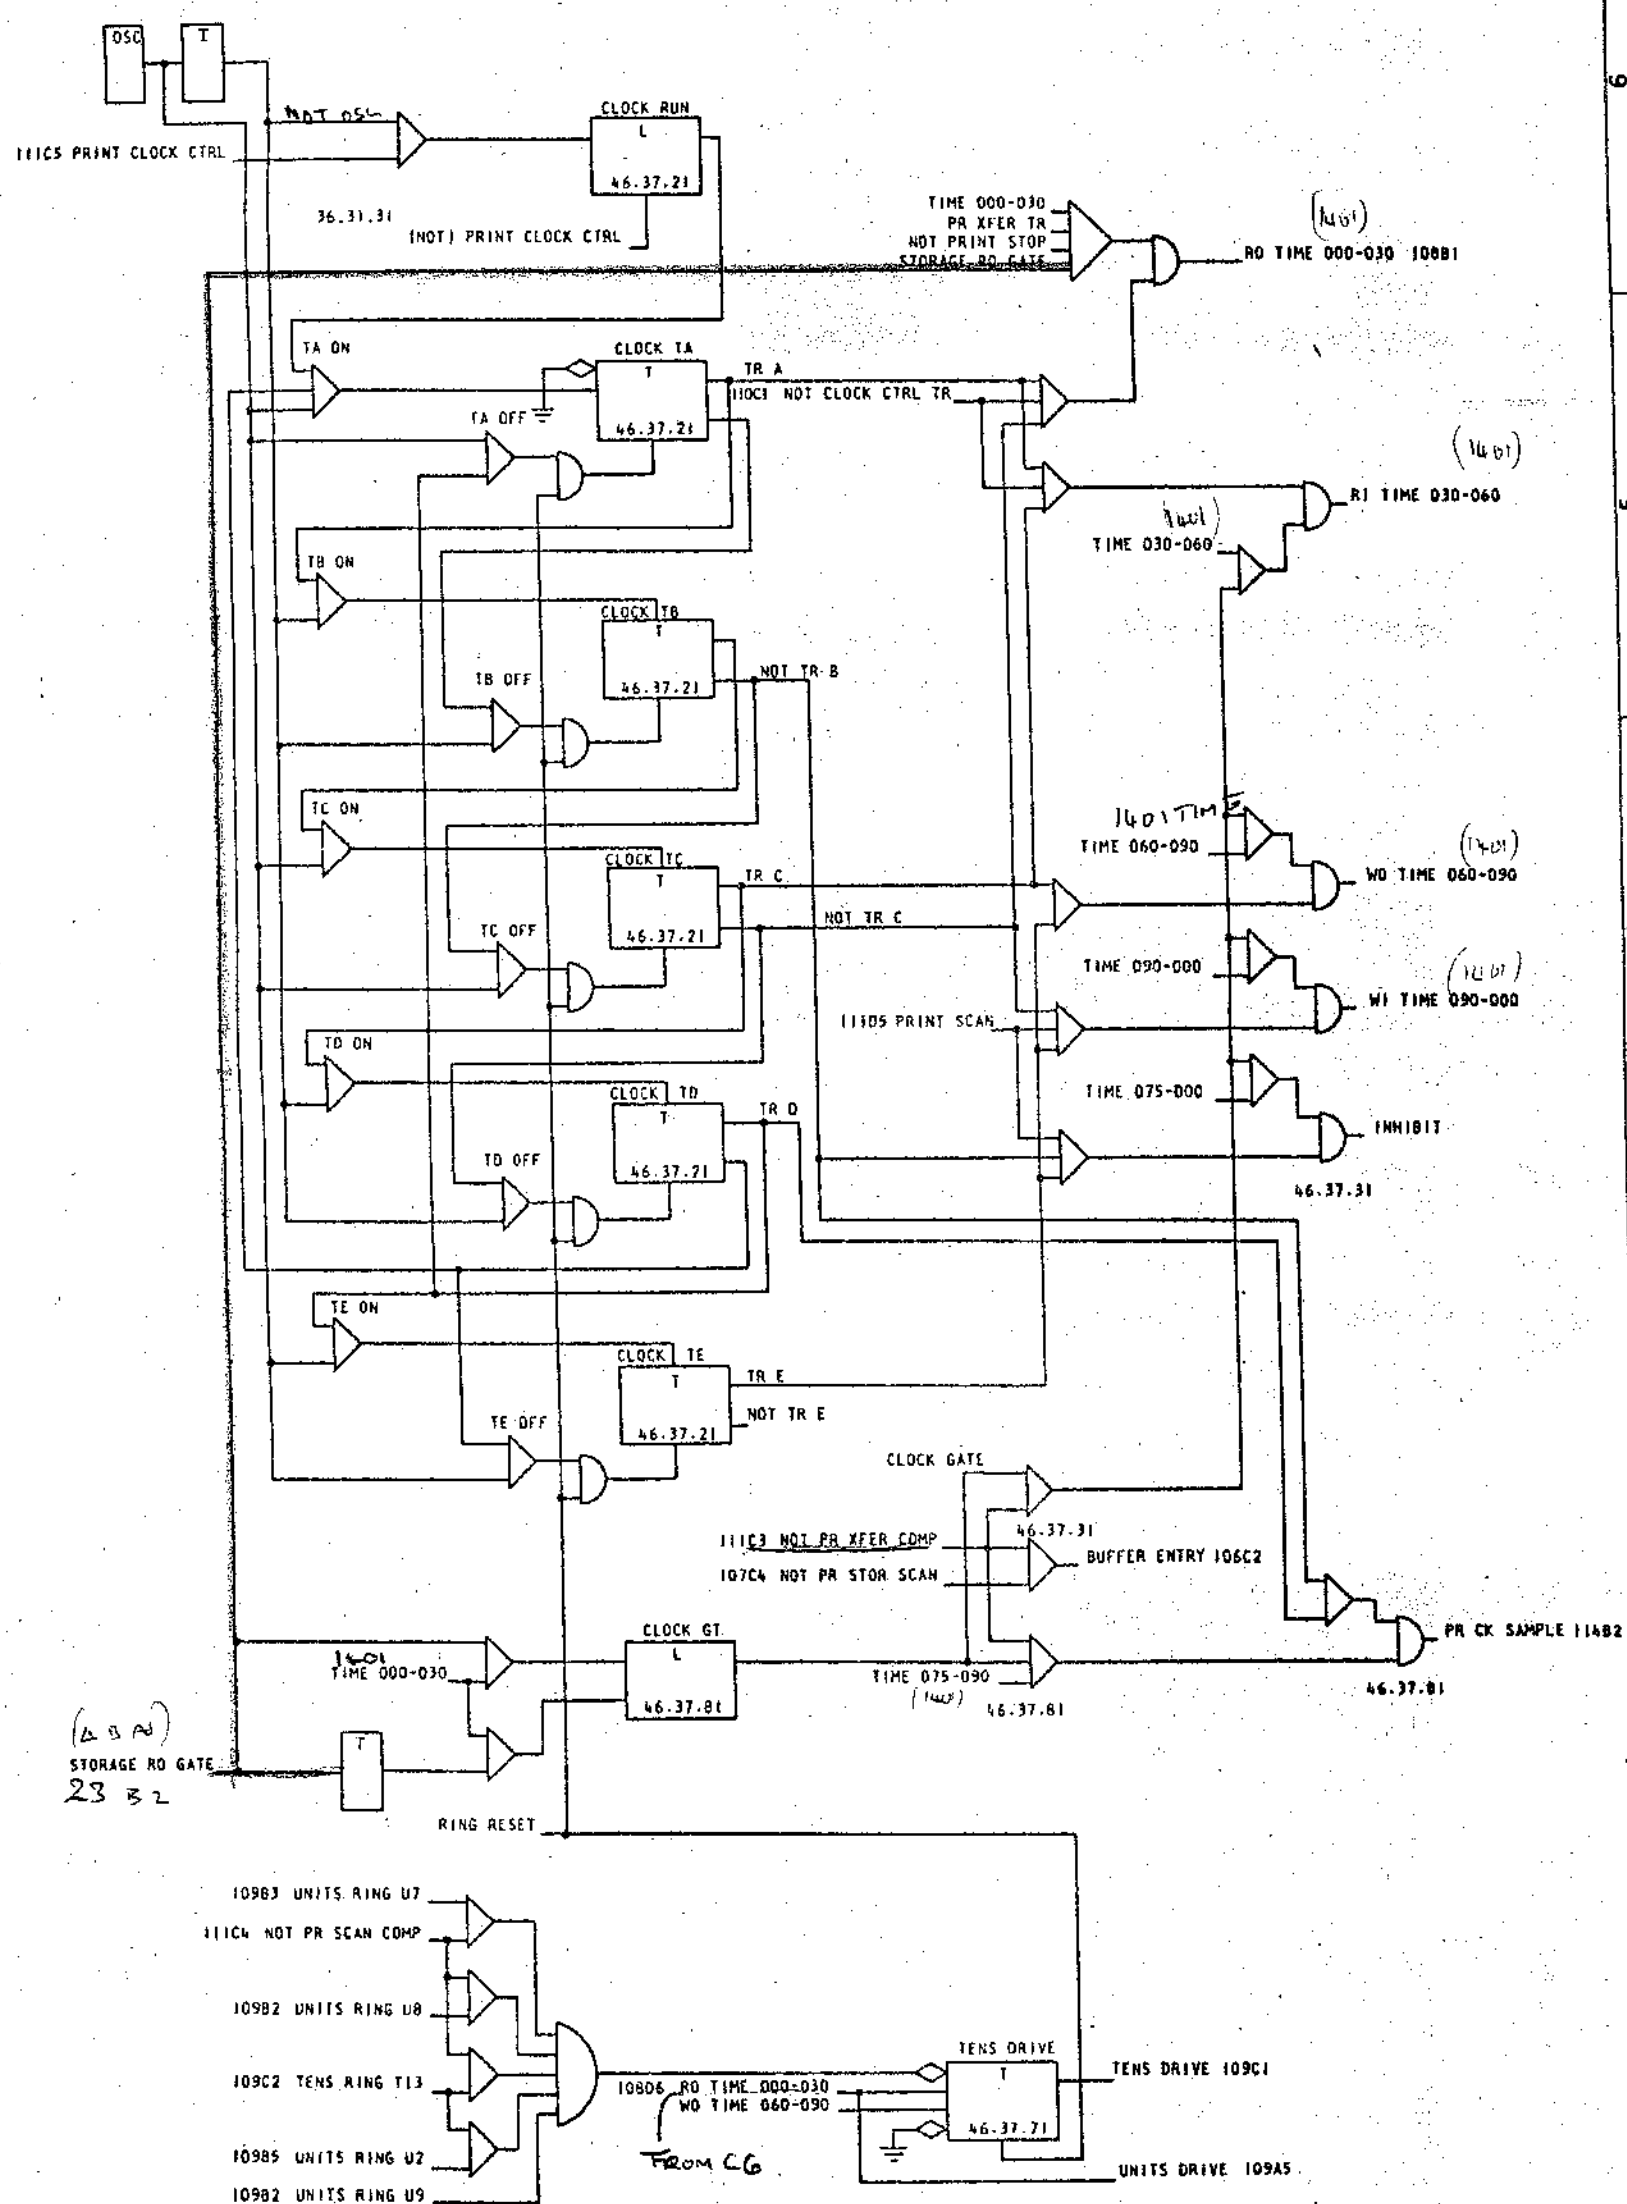 OSC
I
6
NOT OSC
CLOCK RUN
L
46.37.21
111C5 PRINT CLOCK CTRL
36.31.31
(NOT) PRINT CLOCK CTRL
TIME 000-030
PR XFER TR
NOT PRINT STOP
STORAGE RO GATE
(1401)
RO TIME 000-030 108B1
TA ON
CLOCK TA
T
46.37.21
TR A
110C1 NOT CLOCK CTRL TR
TA OFF
(1401)
RI TIME 030-060
(1401)
TIME 030-060
TB ON
CLOCK TB
T
46.37.21
NOT TR B
TB OFF
TC ON
CLOCK TC
T
46.37.21
TR C
NOT TR C
TC OFF
1401 TIME
TIME 060-090
(1401)
WO TIME 060-090
TIME 090-000
(1401)
WI TIME 090-000
111D5 PRINT SCAN
TD ON
CLOCK TD
T
46.37.21
TR D
TD OFF
TIME 075-000
INHIBIT
46.37.31
TE ON
CLOCK TE
T
46.37.21
TR E
NOT TR E
TE OFF
CLOCK GATE
46.37.31
111C3 NOT PR XFER COMP
BUFFER ENTRY 106C2
107C4 NOT PR STOR SCAN
CLOCK GT
L
46.37.81
1401
TIME 000-030
TIME 075-090
(1401)
46.37.81
PR CK SAMPLE 114B2
46.37.81
STORAGE RO GATE
23 B2
I
RING RESET
109B3 UNITS RING U7
111C4 NOT PR SCAN COMP
109B2 UNITS RING U8
109C2 TENS RING T13
109B5 UNITS RING U2
109B2 UNITS RING U9
TENS DRIVE
T
46.37.71
108D6 RO TIME 000-030
WO TIME 060-090
FROM C6
TENS DRIVE 109C1
UNITS DRIVE 109A5